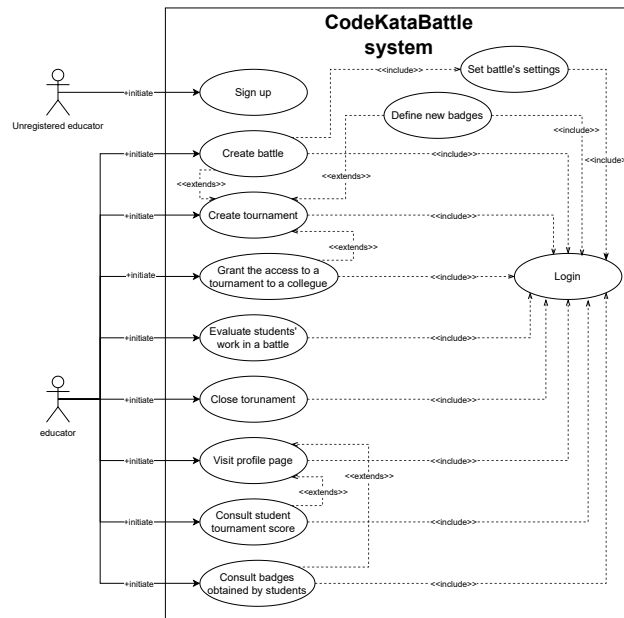 CodeKataBattle
system
<<include>>
Set battle's settings
+initiate
Sign up
Unregistered educator
Define new badges
<<include>>
+initiate
Create battle
<<include>>
<<include>>
<<extends>>
+initiate
Create tournament
<<include>>
<<extends>>
+initiate
Grant the access to a
tournament to a collegue
<<include>>
Login
+initiate
Evaluate students'
work in a battle
<<include>>
+initiate
Close torunament
<<include>>
educator
+initiate
Visit profile page
<<include>>
<<extends>>
<<extends>>
+initiate
Consult student
tournament score
<<include>>
+initiate
Consult badges
obtained by students
<<include>>